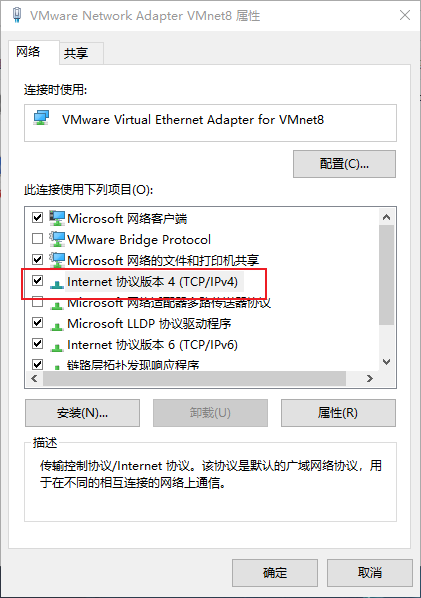 VMware Network Adapter VMnet8 属性
网络
共享
连接时使用:
VMware Virtual Ethernet Adapter for VMnet8
配置(C)...
此连接使用下列项目(O):
Microsoft 网络客户端
VMware Bridge Protocol
Microsoft 网络的文件和打印机共享
Internet 协议版本 4 (TCP/IPv4)
Microsoft 网络适配器多路传送器协议
Microsoft LLDP 协议驱动程序
Internet 协议版本 6 (TCP/IPv6)
链路层拓扑发现响应程序
安装(N)...
卸载(U)
属性(R)
描述
传输控制协议/Internet 协议。该协议是默认的广域网络协议，用
于在不同的相互连接的网络上通信。
确定
取消